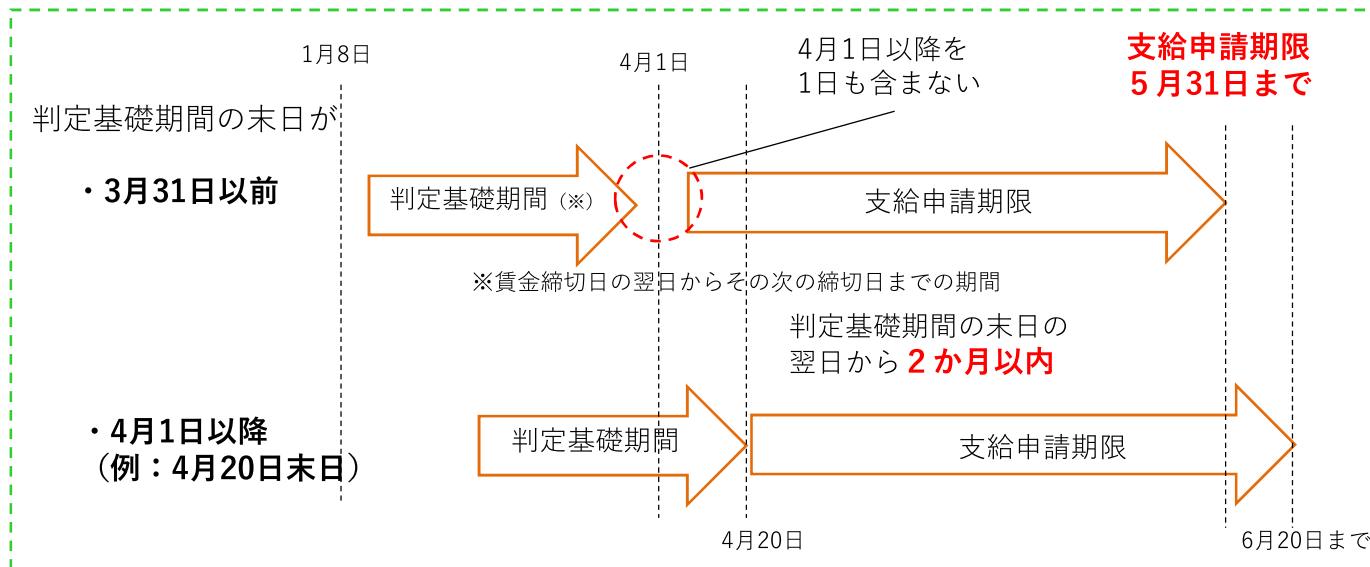 1月8日
4月1日
4月1日以降を
1日も含まない
支給申請期限
5月31日まで
判定基礎期間の末日が
・3月31日以前
判定基礎期間（※）
支給申請期限
※賃金締切日の翌日からその次の締切日までの期間
判定基礎期間の末日の
翌日から2か月以内
・4月1日以降
（例：4月20日末日）
判定基礎期間
支給申請期限
4月20日
6月20日まで